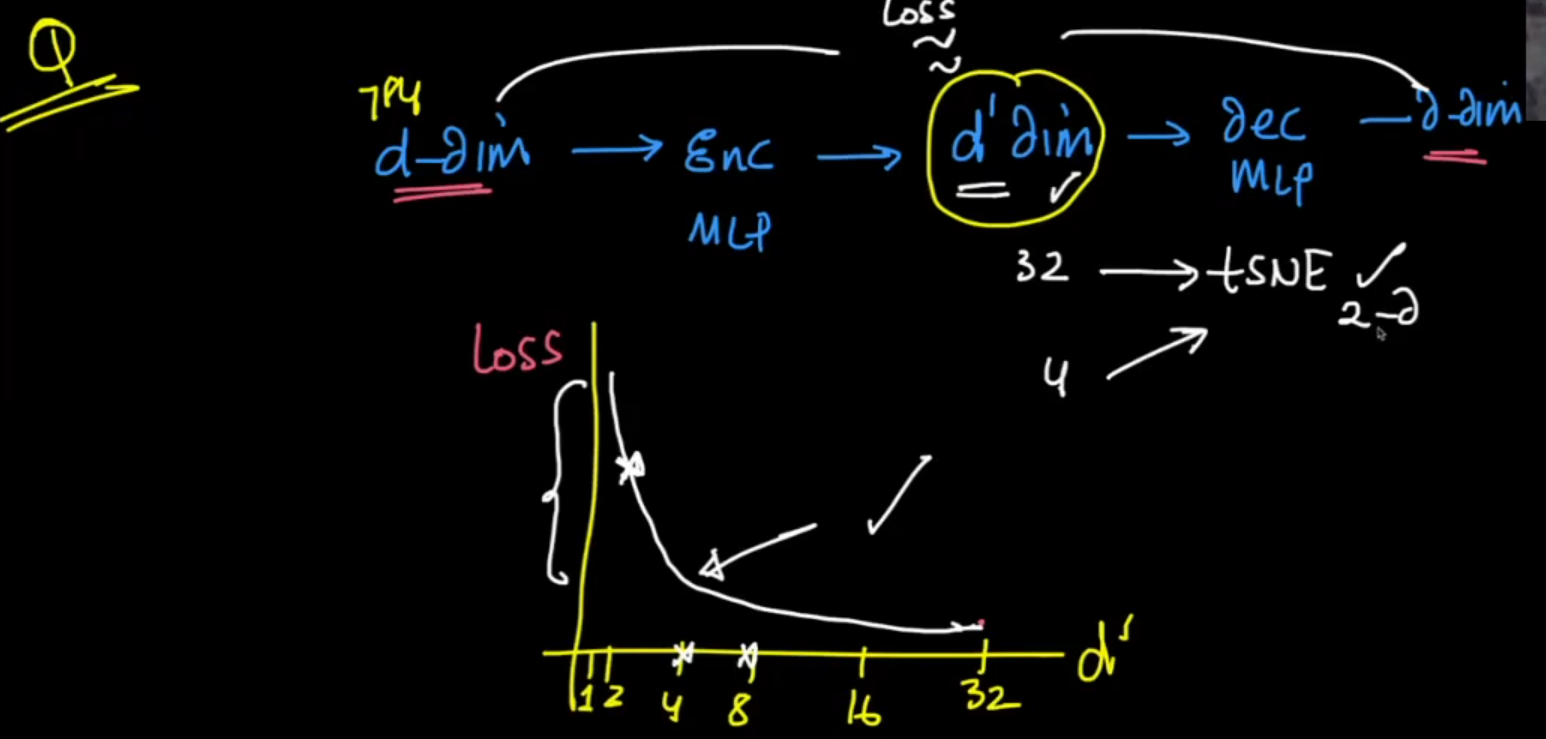 Q
Loss
784
d-dim → Enc → d' dim → dec — d-dim
MLP
MLP
32 → tSNE ✓
2-d
4
Loss
d'
1 2 4 8 16 32